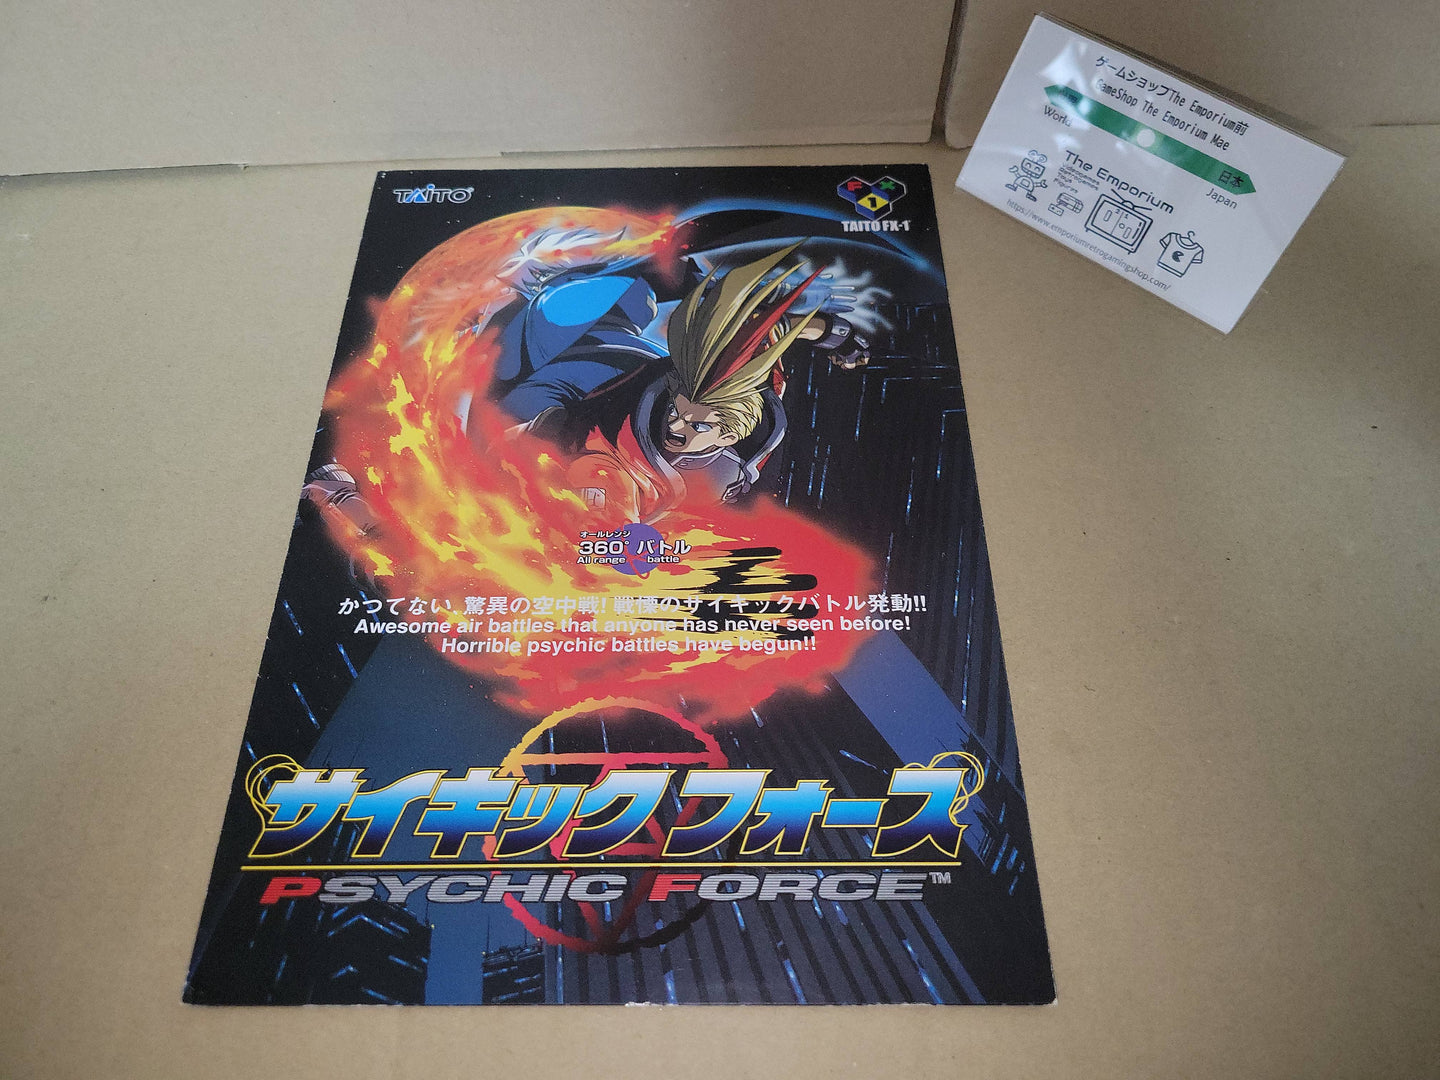 TAITO
F X
1
TAITO FX-1
オールレンジ
360° バトル
All range battle
かつてない、驚異の空中戦! 戦慄のサイキックバトル発動!!
Awesome air battles that anyone has never seen before!
Horrible psychic battles have begun!!
サイキックフォース
PSYCHIC FORCE™
ゲームショップThe Emporium前
GameShop The Emporium Mae
World
日本
Japan
The Emporium
Videogames
Retrogames
Toys
Figures
https://www.emporiumretrogamingshop.com/